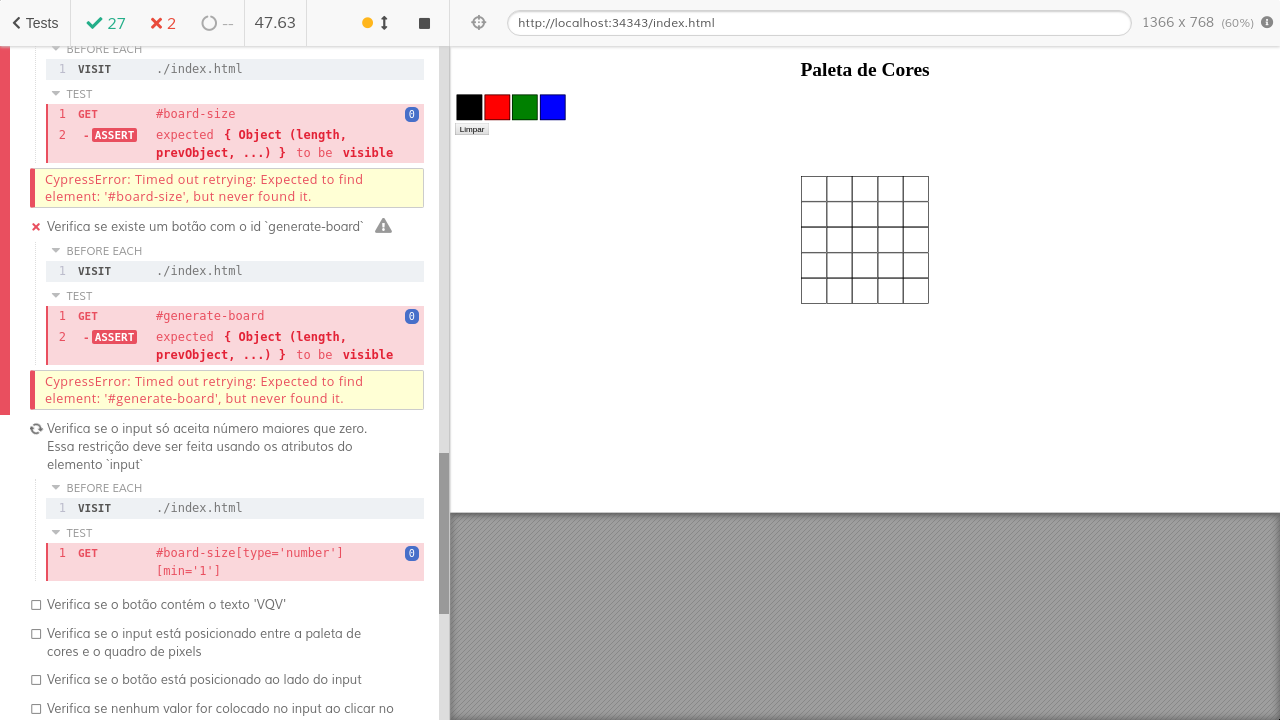 Tests
27
2
--
47.63
http://localhost:34343/index.html
1366 x 768 (60%)
BEFORE EACH
1 VISIT ./index.html
TEST
1 GET #board-size 0
2 -ASSERT expected { Object (length,
prevObject, ...) } to be visible
CypressError: Timed out retrying: Expected to find
element: '#board-size', but never found it.
Verifica se existe um botão com o id `generate-board`
BEFORE EACH
1 VISIT ./index.html
TEST
1 GET #generate-board 0
2 -ASSERT expected { Object (length,
prevObject, ...) } to be visible
CypressError: Timed out retrying: Expected to find
element: '#generate-board', but never found it.
Verifica se o input só aceita número maiores que zero.
Essa restrição deve ser feita usando os atributos do
elemento `input`
BEFORE EACH
1 VISIT ./index.html
TEST
1 GET #board-size[type='number'] 0
[min='1']
Verifica se o botão contém o texto 'VQV'
Verifica se o input está posicionado entre a paleta de
cores e o quadro de pixels
Verifica se o botão está posicionado ao lado do input
Verifica se nenhum valor for colocado no input ao clicar no
Paleta de Cores
Limpar